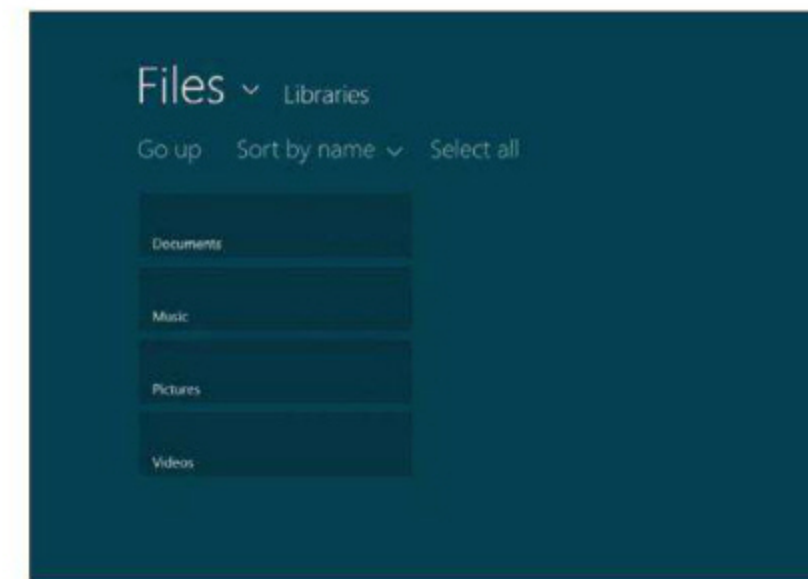 Files Libraries
Go up Sort by name Select all
Documents
Music
Pictures
Videos